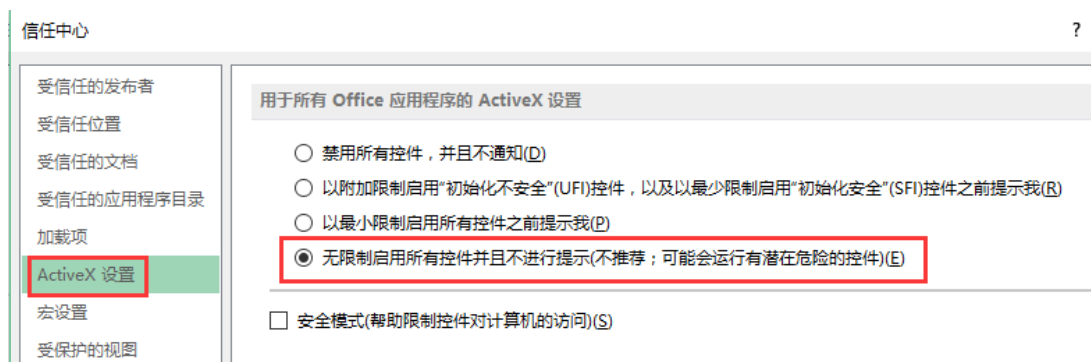 信任中心
?
受信任的发布者
受信任位置
受信任的文档
受信任的应用程序目录
加载项
ActiveX 设置
宏设置
受保护的视图
用于所有 Office 应用程序的 ActiveX 设置
禁用所有控件，并且不通知(D)
以附加限制启用“初始化不安全”(UFI)控件，以及以最少限制启用“初始化安全”(SFI)控件之前提示我(R)
以最小限制启用所有控件之前提示我(P)
无限制启用所有控件并且不进行提示(不推荐；可能会运行有潜在危险的控件)(E)
安全模式(帮助限制控件对计算机的访问)(S)